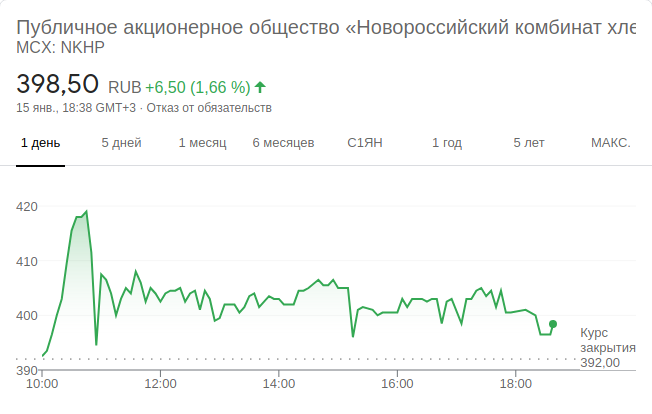 Публичное акционерное общество «Новороссийский комбинат хле
MCX: NKHP
398,50 RUB +6,50 (1,66 %)
15 янв., 18:38 GMT+3 · Отказ от обязательств
1 день 5 дней 1 месяц 6 месяцев С1ЯН 1 год 5 лет МАКС.
420
410
400
Курс
закрытия
392,00
390
10:00 12:00 14:00 16:00 18:00